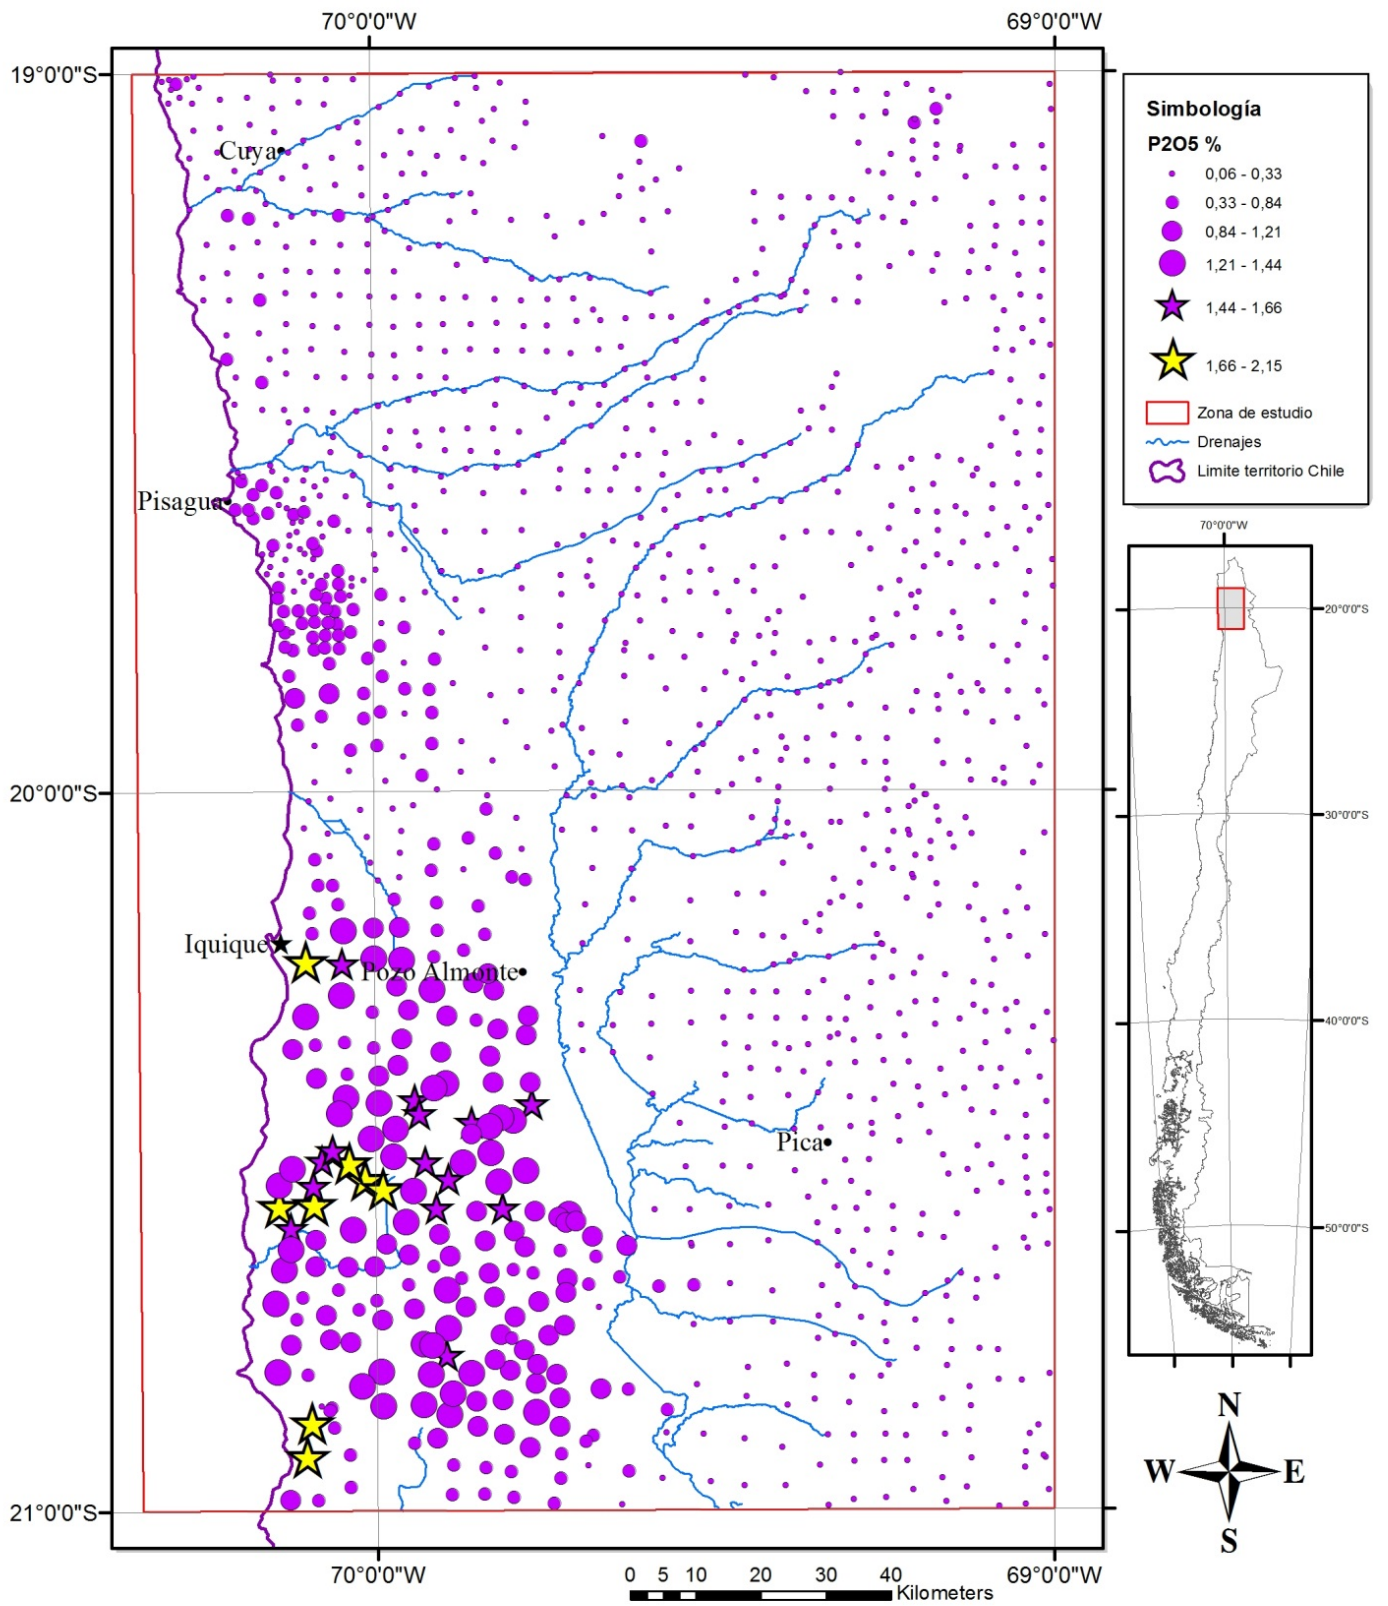 70°0'0"W
69°0'0"W
19°0'0"S
Cuya
Pisagua
20°0'0"S
Iquique
Pozo Almonte
Pica
21°0'0"S
70°0'0"W
69°0'0"W
0 5 10 20 30 40
Kilometers
Simbología
P2O5 %
0,06 - 0,33
0,33 - 0,84
0,84 - 1,21
1,21 - 1,44
1,44 - 1,66
1,66 - 2,15
Zona de estudio
Drenajes
Limite territorio Chile
70°0'0"W
20°0'0"S
30°0'0"S
40°0'0"S
50°0'0"S
N
W E
S